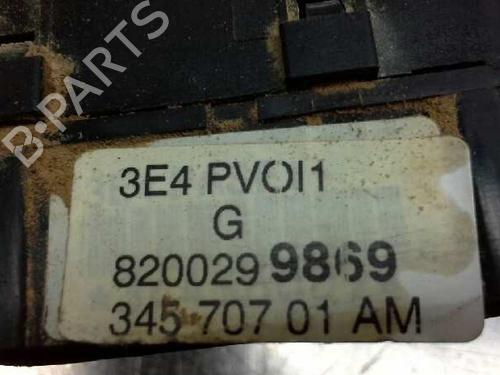 B-PARTS
3E4 PVOI1
G
8200299869
345 707 01 AM